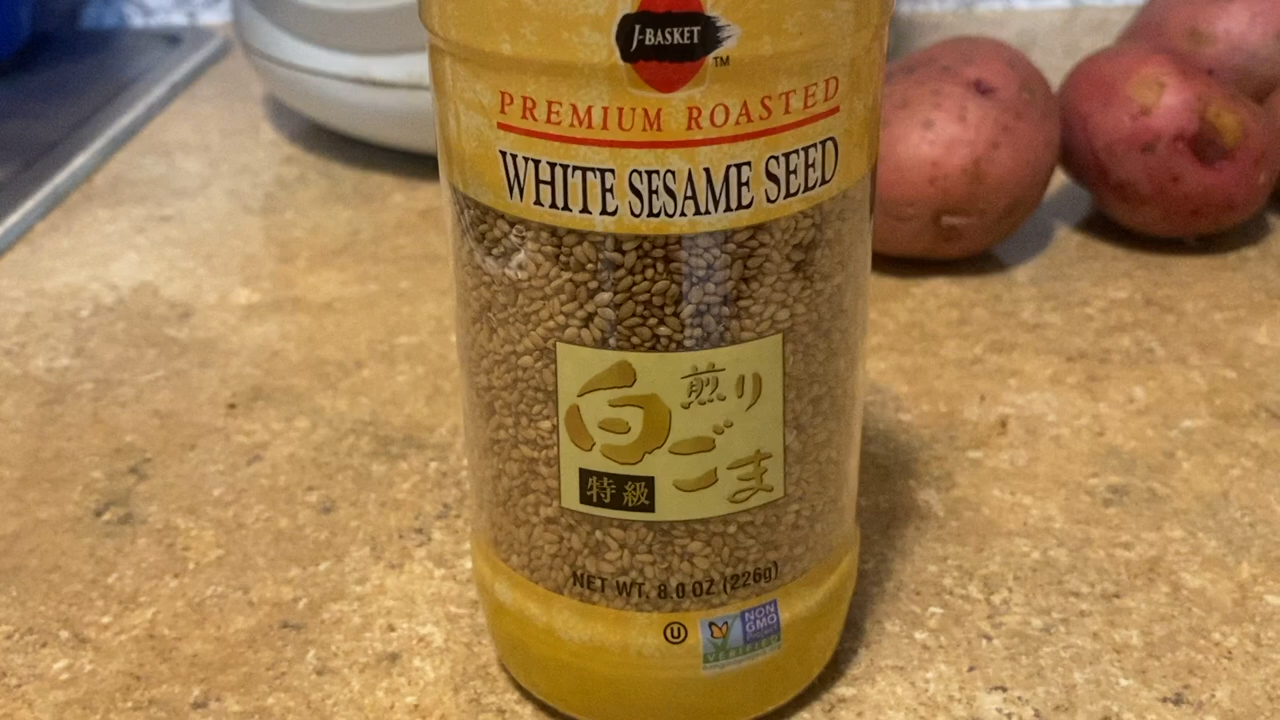 J-BASKET
TM
PREMIUM ROASTED
WHITE SESAME SEED
煎り
白
ごま
特級
NET WT. 8.0 OZ (226g)
U
NON
GMO
VERIFIED